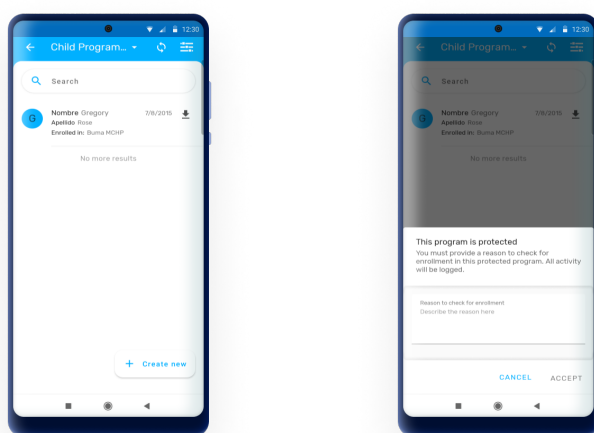 12:30
Child Program...
Search
G
Nombre Gregory 7/8/2015
Apellido Rose
Enrolled in: Buma MCHP
No more results
+ Create new
12:30
Child Program...
Search
G
Nombre Gregory 7/8/2015
Apellido Rose
Enrolled in: Buma MCHP
No more results
This program is protected
You must provide a reason to check for
enrollment in this protected program. All activity
will be logged.
Reason to check for enrollment
Describe the reason here
CANCEL ACCEPT